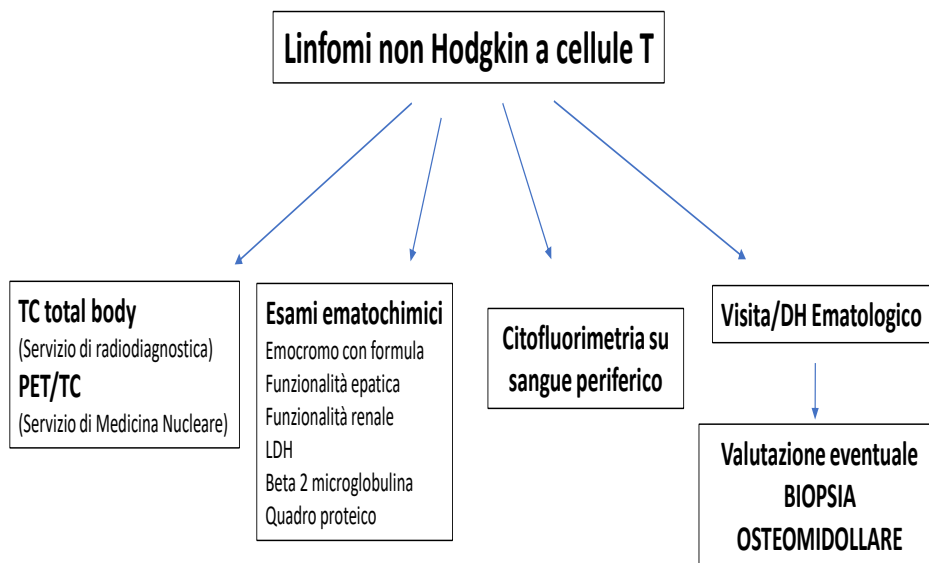 Linfomi non Hodgkin a cellule T
TC total body
(Servizio di radiodiagnostica)
PET/TC
(Servizio di Medicina Nucleare)
Esami ematochimici
Emocromo con formula
Funzionalità epatica
Funzionalità renale
LDH
Beta 2 microglobulina
Quadro proteico
Citofluorimetria su
sangue periferico
Visita/DH Ematologico
Valutazione eventuale
BIOPSIA
OSTEOMIDOLLARE